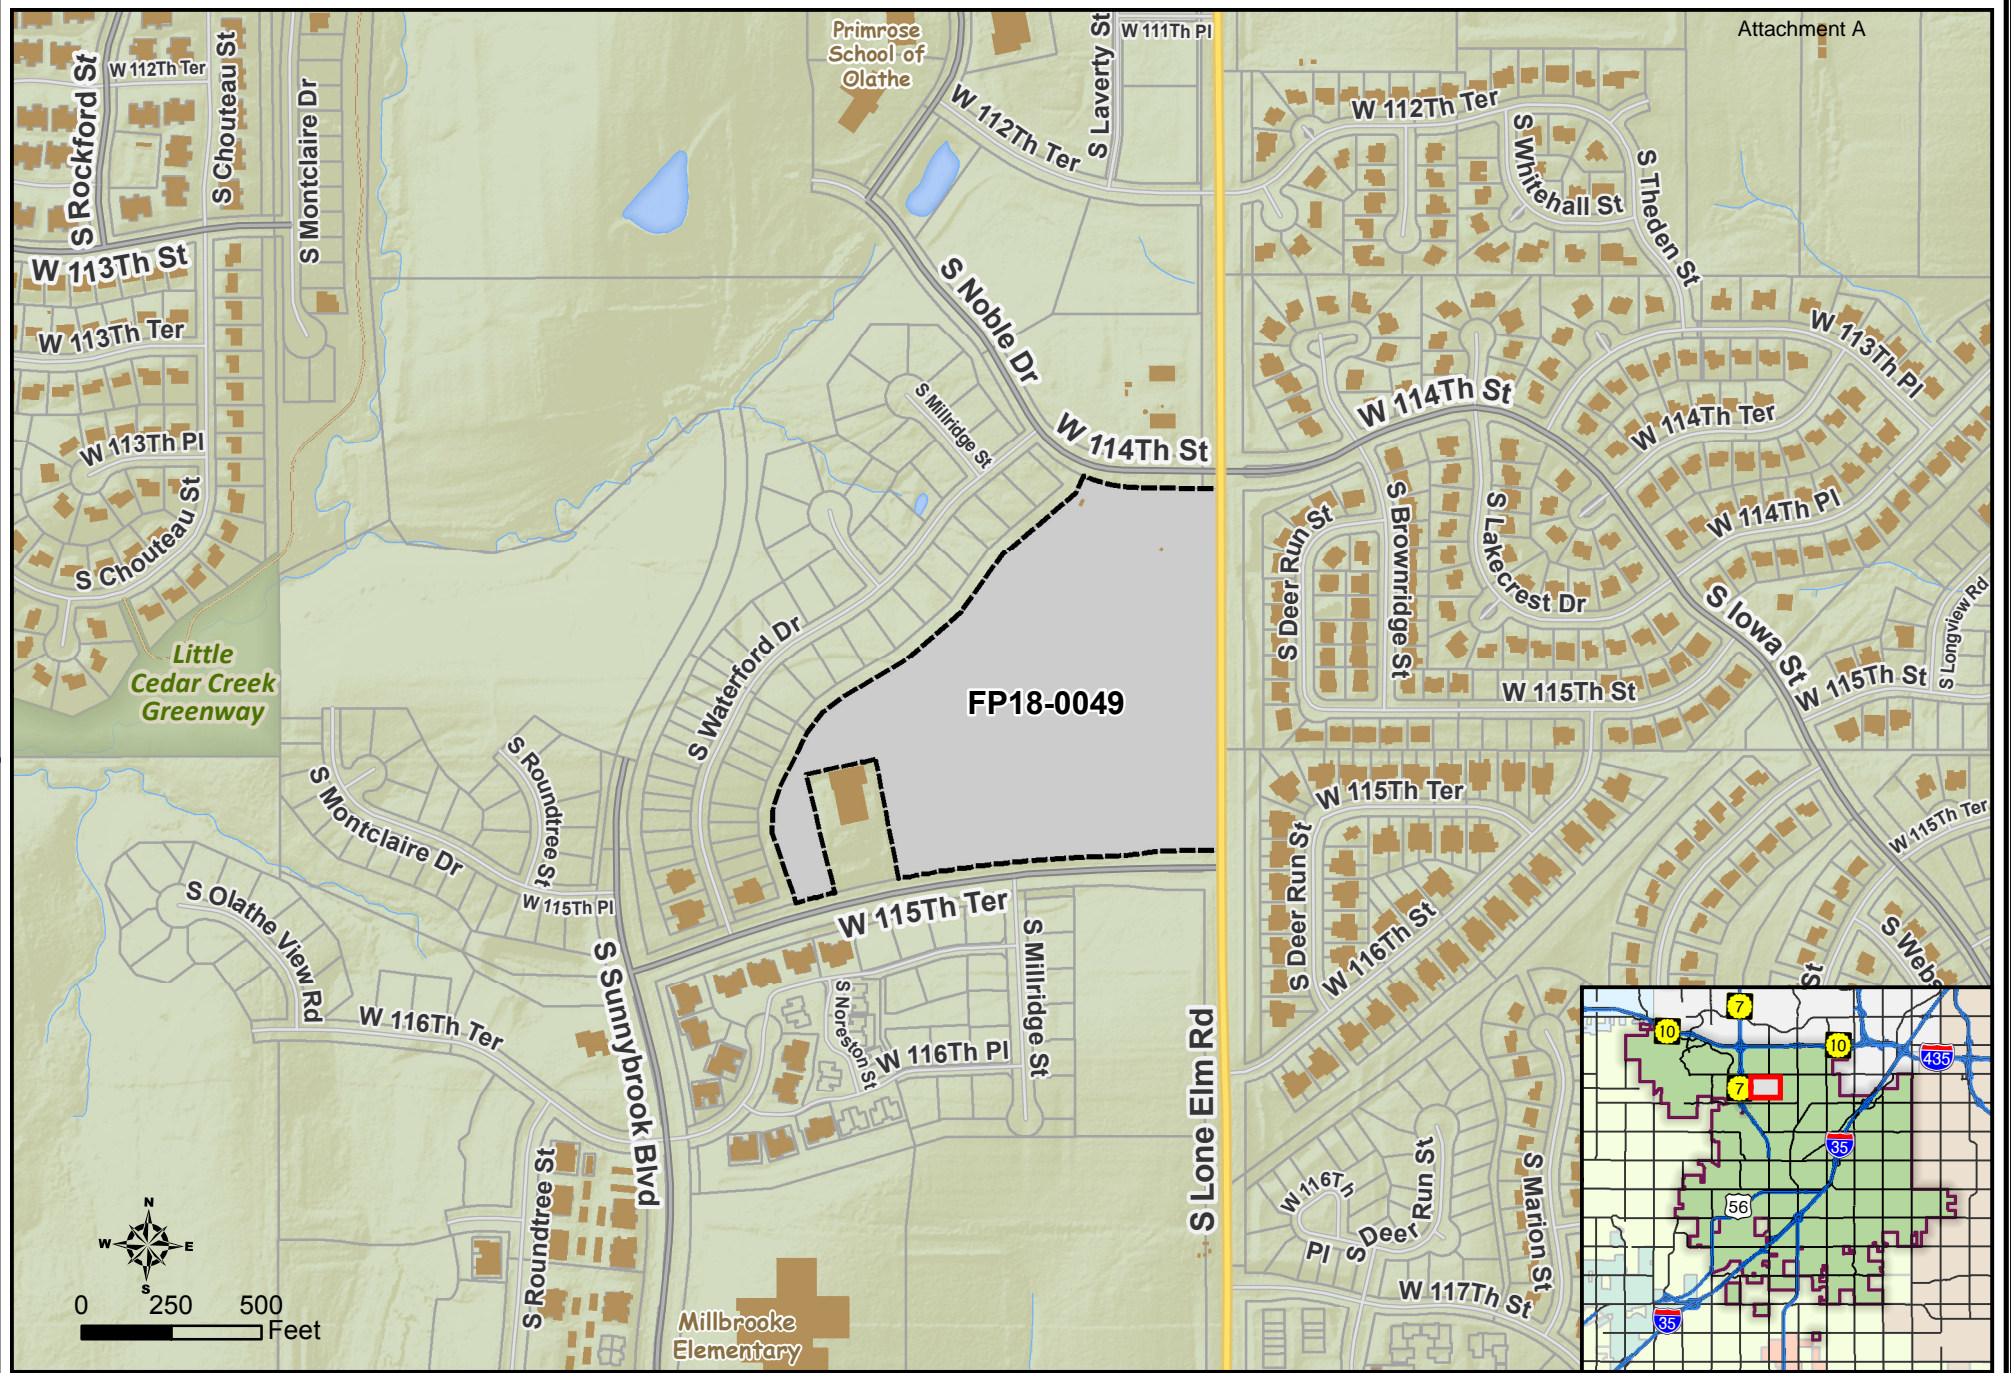 Attachment A
Primrose
School of
Olathe
W 111Th Pl
S Laverty St
W 112Th Ter
S Rockford St
S Chouteau St
S Montclaire Dr
W 112Th Ter
W 112Th Ter
S Whitehall St
S Theden St
W 113Th St
W 113Th Ter
S Noble Dr
W 113Th Pl
S Millridge St
W 114Th St
W 114Th St
W 114Th Ter
W 113Th Pl
S Chouteau St
S Deer Run St
S Brownridge St
S Lakecrest Dr
W 114Th Pl
S Iowa St
S Longview Rd
Little
Cedar Creek
Greenway
S Waterford Dr
FP18-0049
W 115Th St
W 115Th St
S Montclaire Dr
S Roundtree St
W 115Th Pl
W 115Th Ter
W 115Th Ter
W 115Th Ter
S Deer Run St
W 116Th St
S Olathe View Rd
W 116Th Ter
S Sunnybrook Blvd
S Noreston St
W 116Th Pl
S Millridge St
S Lone Elm Rd
St
S Webs
S Roundtree St
W 116Th
Pl
S Deer Run St
S Marion St
W 117Th St
Millbrooke
Elementary
N
W
E
S
0 250 500
Feet
7
10
10
435
7
35
56
35